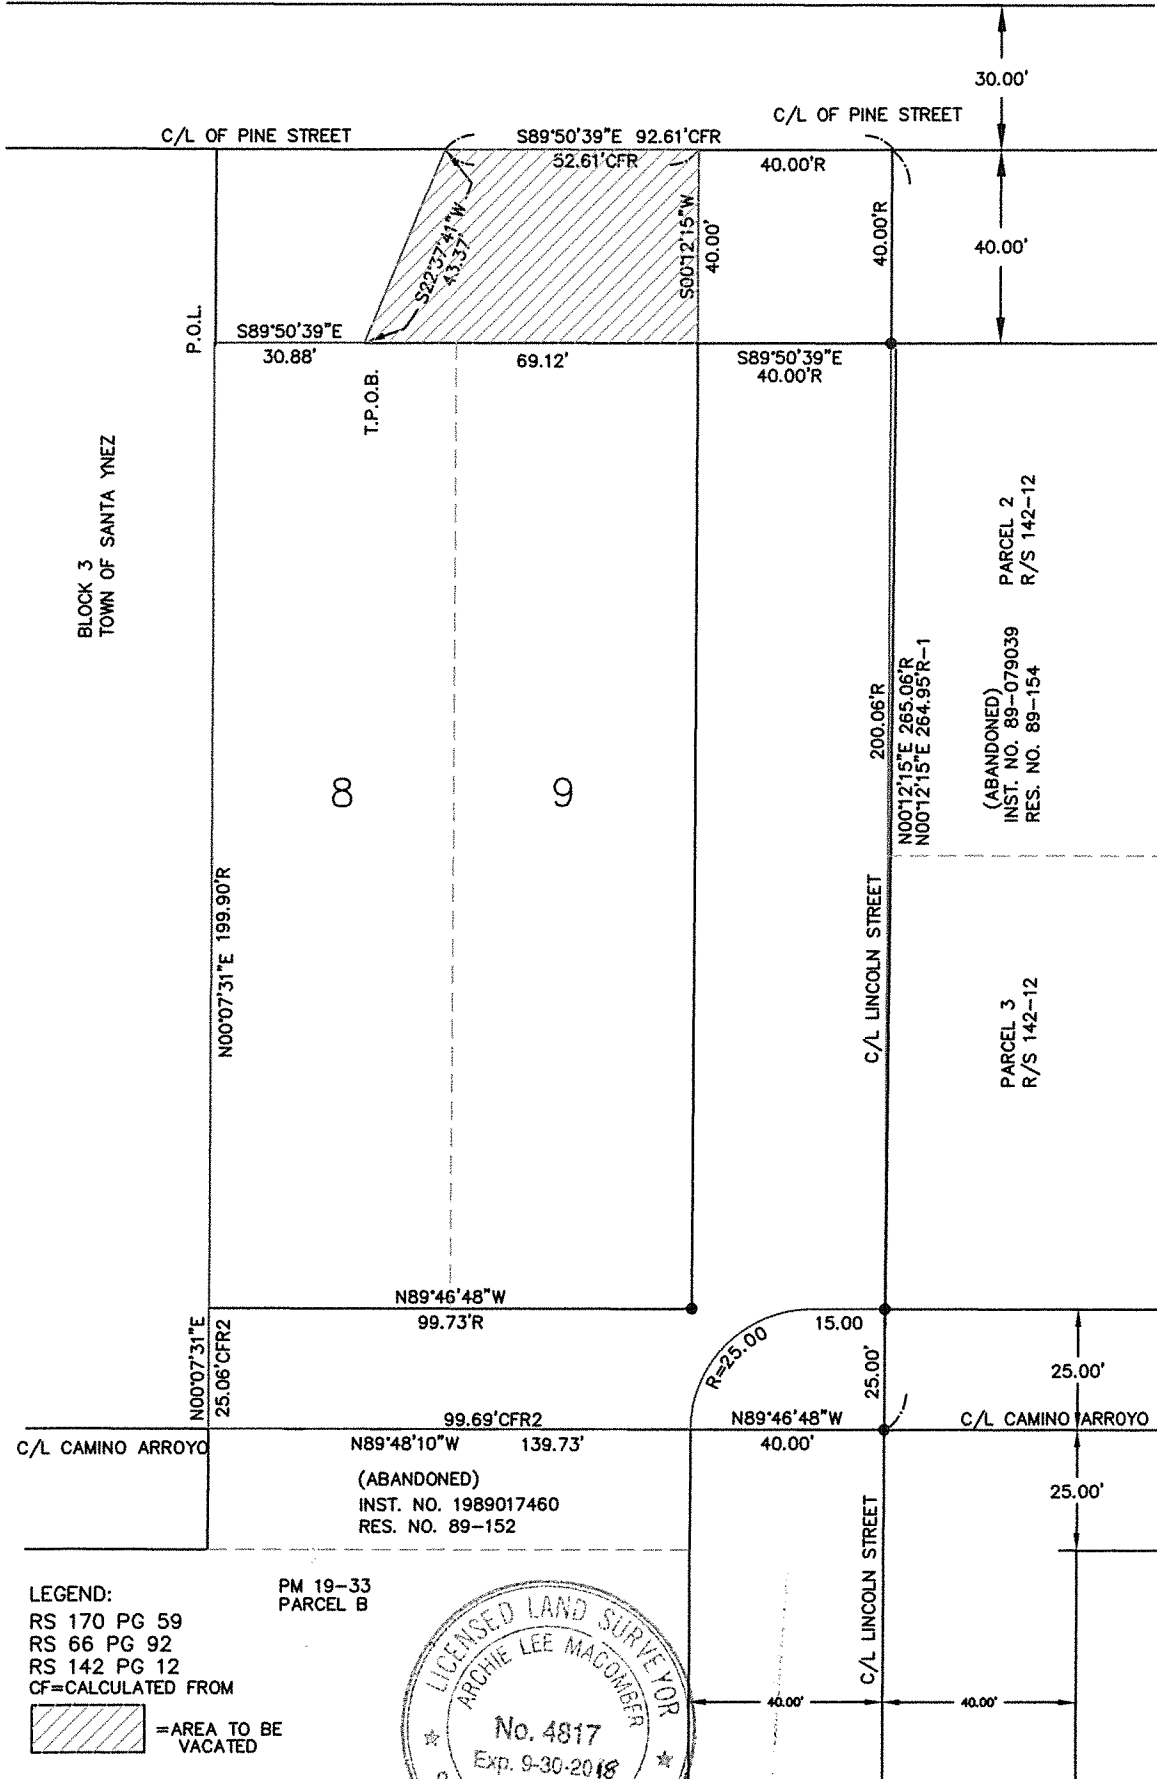 30.00'
C/L OF PINE STREET
C/L OF PINE STREET
S89°50'39"E 92.61'CFR
52.61'CFR
40.00'R
S22°37'41"W
43.37'
S00°12'15"W
40.00'
40.00'R
40.00'
P.O.L.
S89°50'39"E
30.88'
T.P.O.B.
69.12'
S89°50'39"E
40.00'R
BLOCK 3
TOWN OF SANTA YNEZ
PARCEL 2
R/S 142-12
(ABANDONED)
INST. NO. 89-079039
RES. NO. 89-154
200.06'R
N00°12'15"E 265.06'R
N00°12'15"E 264.95'R-1
8
9
N00°07'31"E 199.90'R
C/L LINCOLN STREET
PARCEL 3
R/S 142-12
N89°46'48"W
99.73'R
15.00
R=25.00
25.00'
25.00'
N00°07'31"E
25.06'CFR2
99.69'CFR2
N89°46'48"W
C/L CAMINO ARROYO
C/L CAMINO ARROYO
N89°48'10"W
139.73'
40.00'
(ABANDONED)
INST. NO. 1989017460
RES. NO. 89-152
25.00'
C/L LINCOLN STREET
LEGEND:
RS 170 PG 59
RS 66 PG 92
RS 142 PG 12
CF=CALCULATED FROM
=AREA TO BE
VACATED
PM 19-33
PARCEL B
LICENSED LAND SURVEYOR
ARCHIE LEE MACOMBER
No. 4817
Exp. 9-30-2018
40.00'
40.00'